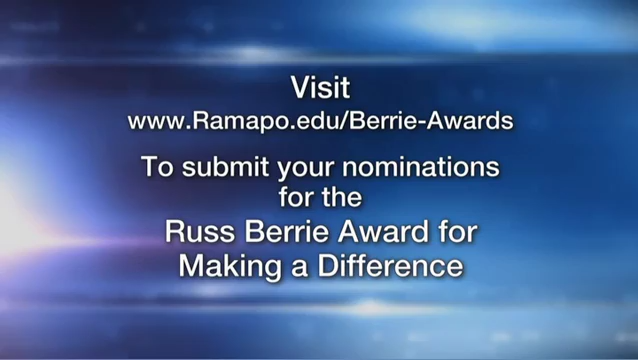 Visit
www.Ramapo.edu/Berrie-Awards
To submit your nominations
for the
Russ Berrie Award for
Making a Difference